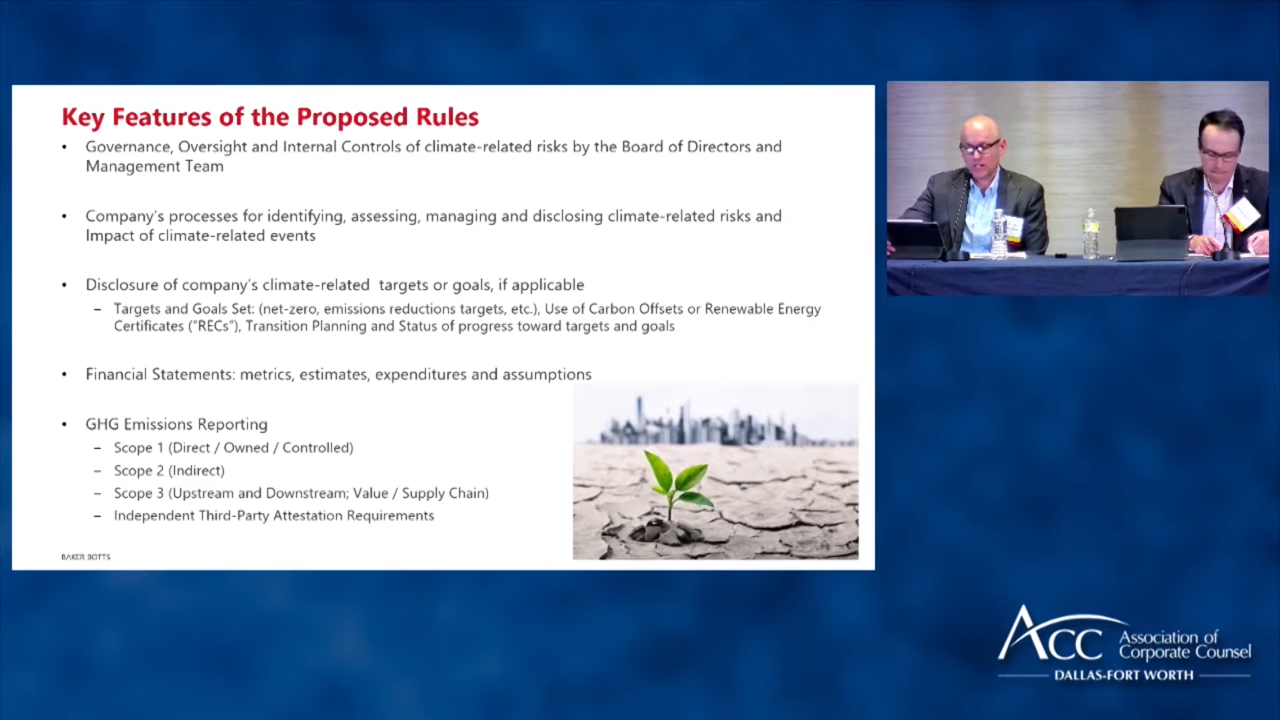 Key Features of the Proposed Rules
• Governance, Oversight and Internal Controls of climate-related risks by the Board of Directors and
Management Team
• Company's processes for identifying, assessing, managing and disclosing climate-related risks and
Impact of climate-related events
• Disclosure of company's climate-related targets or goals, if applicable
– Targets and Goals Set: (net-zero, emissions reductions targets, etc.), Use of Carbon Offsets or Renewable Energy
Certificates ("RECs"), Transition Planning and Status of progress toward targets and goals
• Financial Statements: metrics, estimates, expenditures and assumptions
• GHG Emissions Reporting
– Scope 1 (Direct / Owned / Controlled)
– Scope 2 (Indirect)
– Scope 3 (Upstream and Downstream; Value / Supply Chain)
– Independent Third-Party Attestation Requirements
BAKER BOTTS
ACC Association of
Corporate Counsel
DALLAS-FORT WORTH